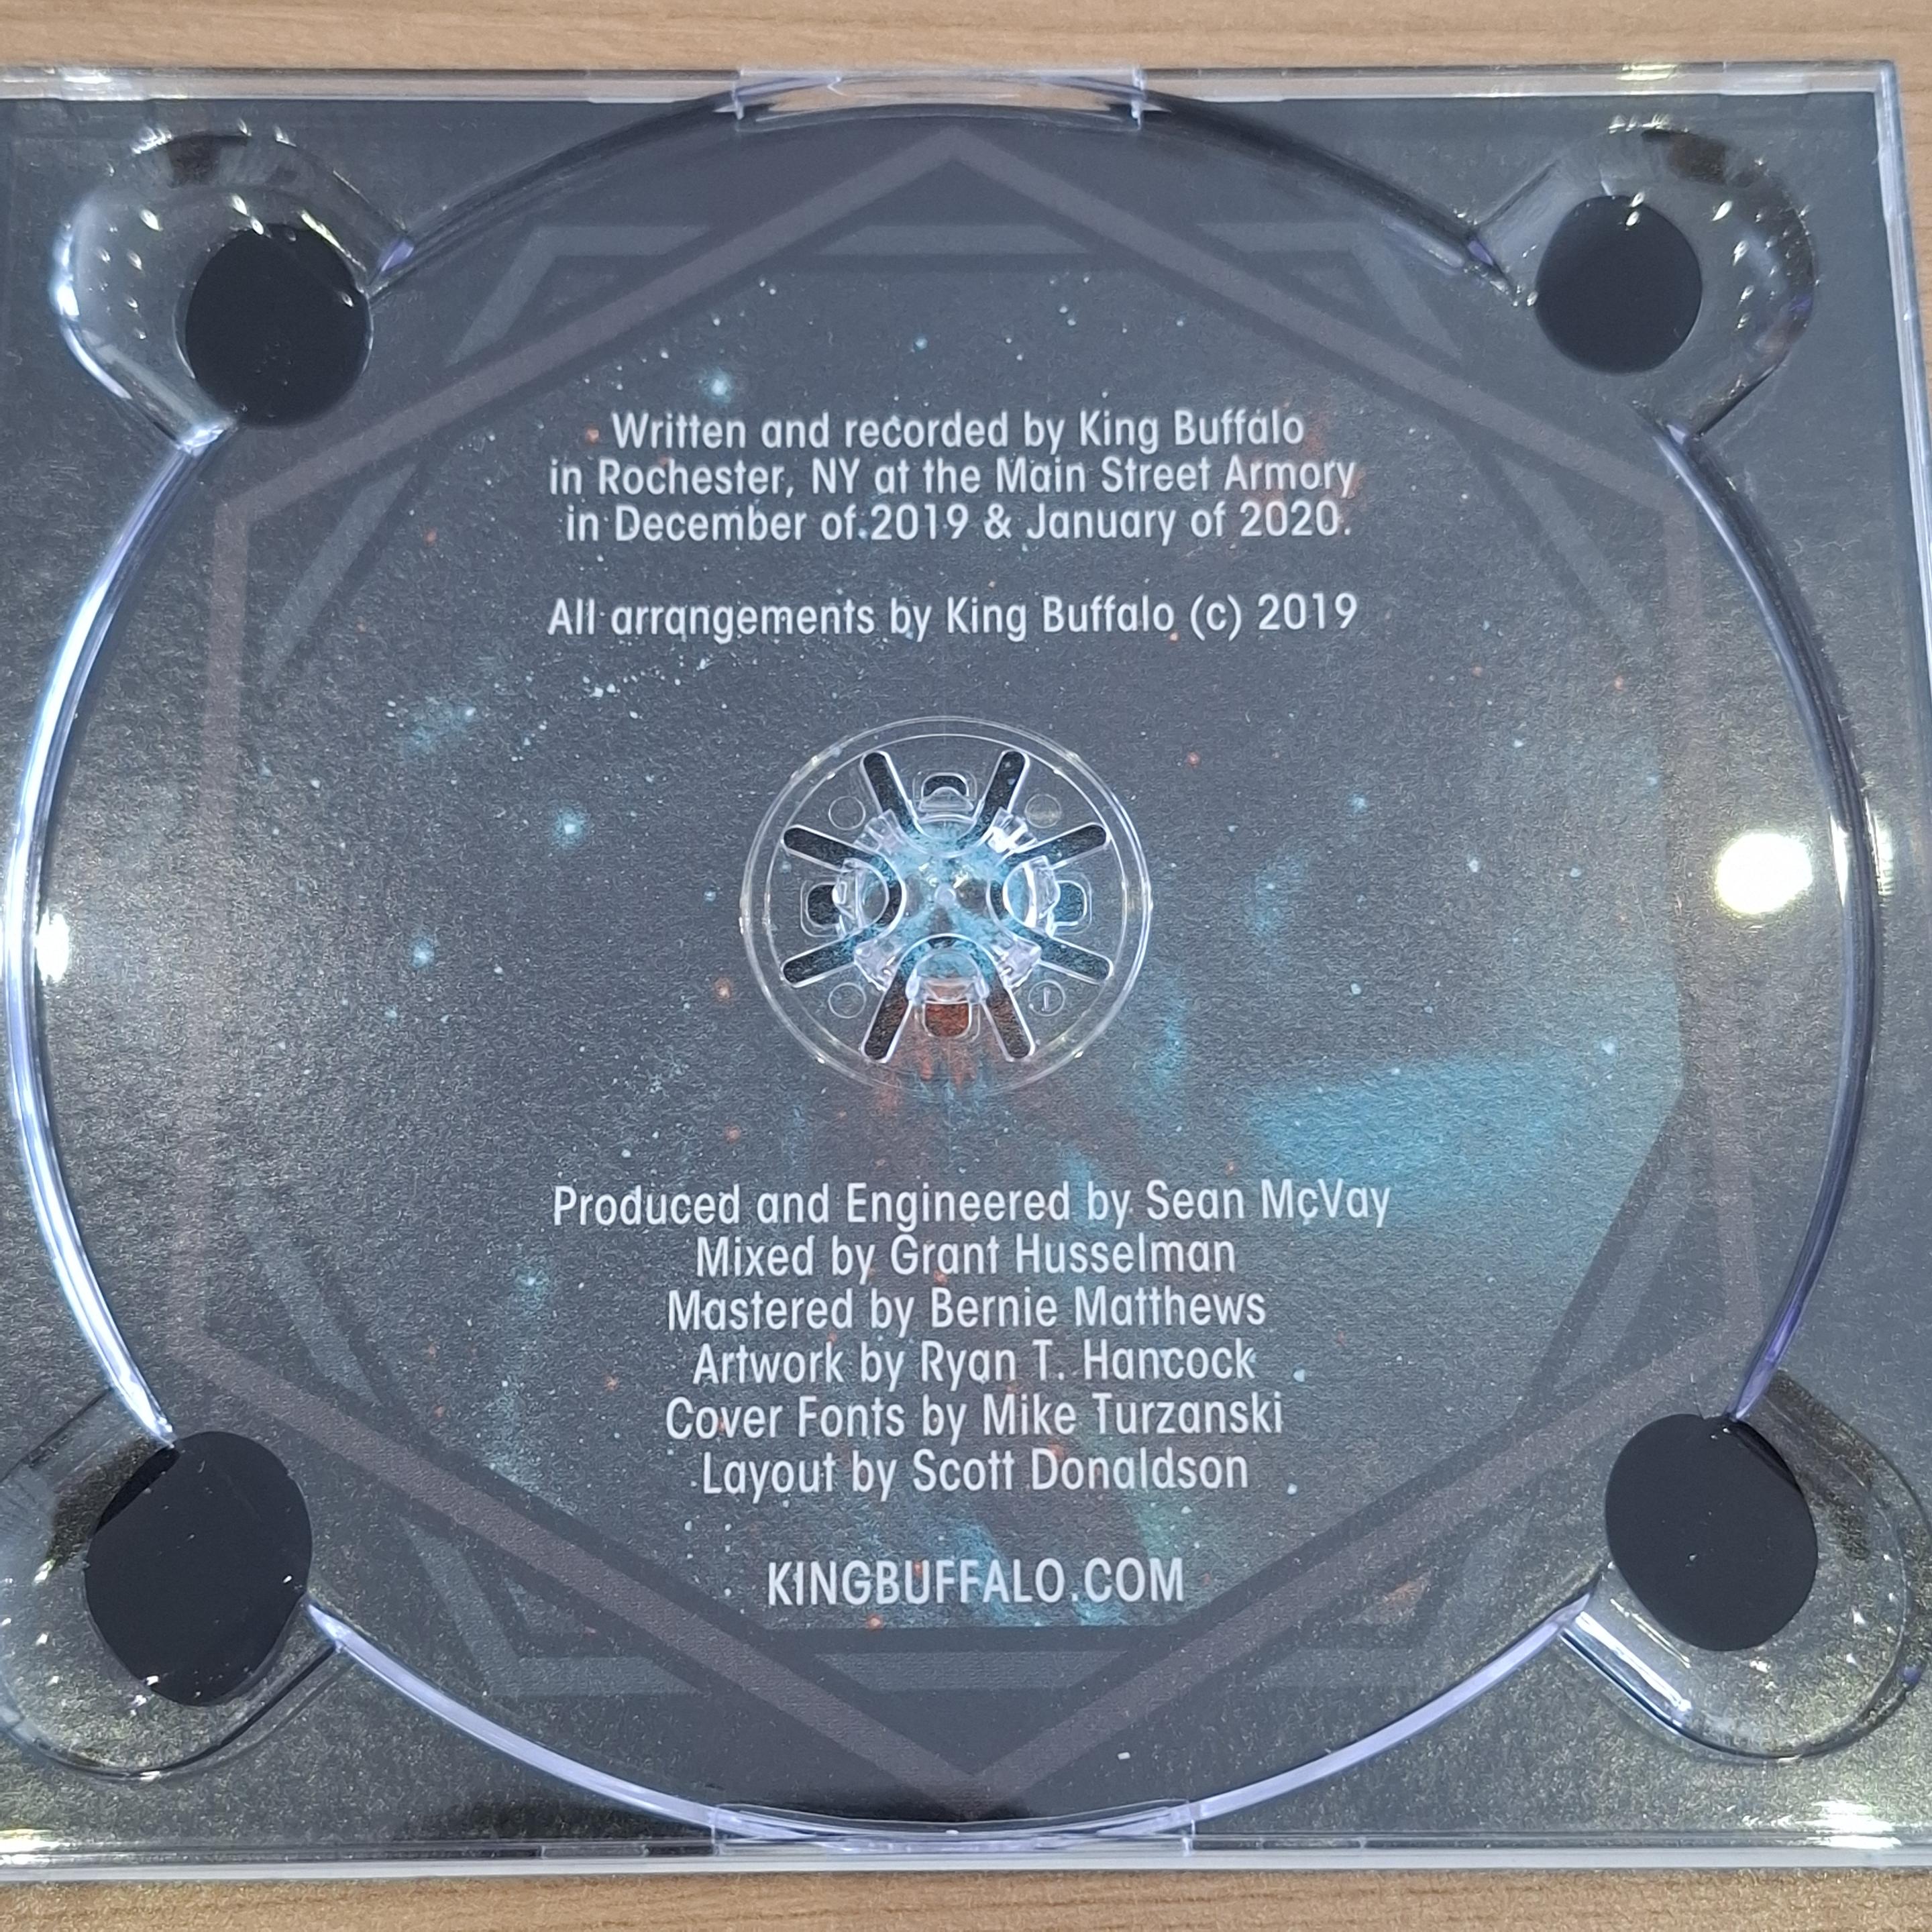 Written and recorded by King Buffalo
in Rochester, NY at the Main Street Armory
in December of 2019 & January of 2020.
All arrangements by King Buffalo (c) 2019
Produced and Engineered by Sean McVay
Mixed by Grant Husselman
Mastered by Bernie Matthews
Artwork by Ryan T. Hancock
Cover Fonts by Mike Turzanski
Layout by Scott Donaldson
KINGBUFFALO.COM